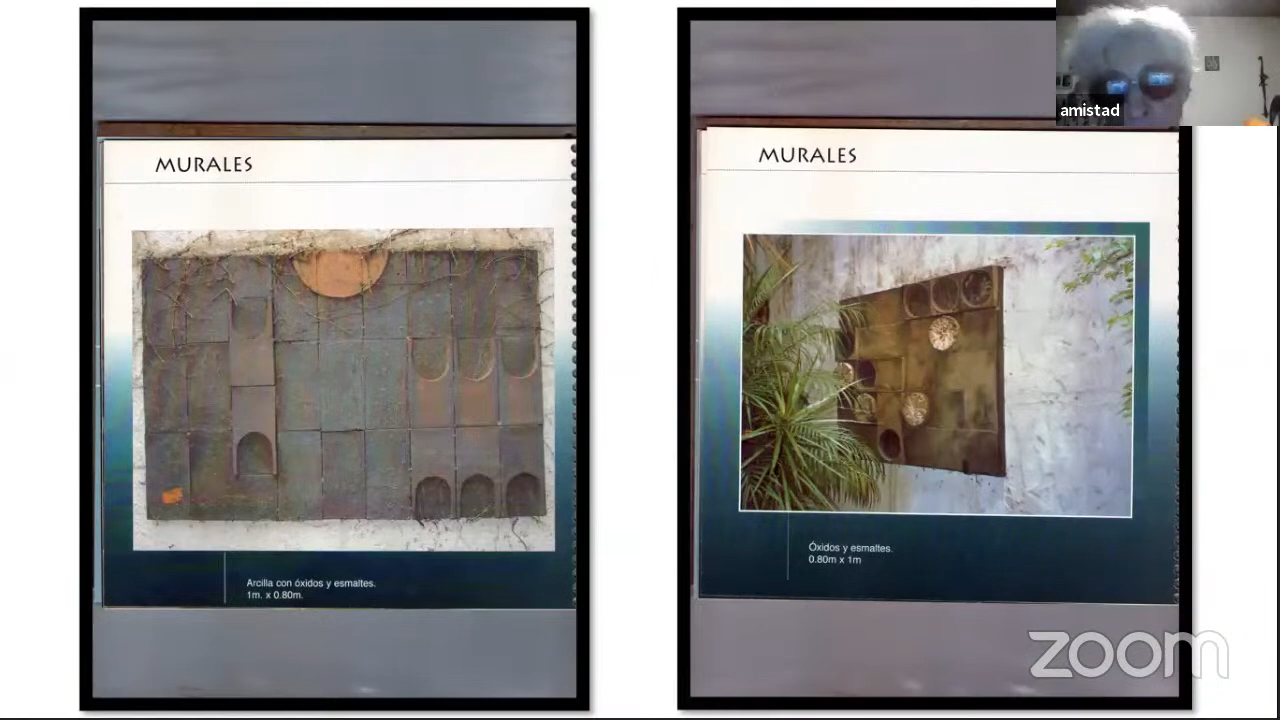 MURALES
Arcilla con óxidos y esmaltes.
1m. x 0.80m.
MURALES
Óxidos y esmaltes.
0.80m x 1m
amistad
zoom